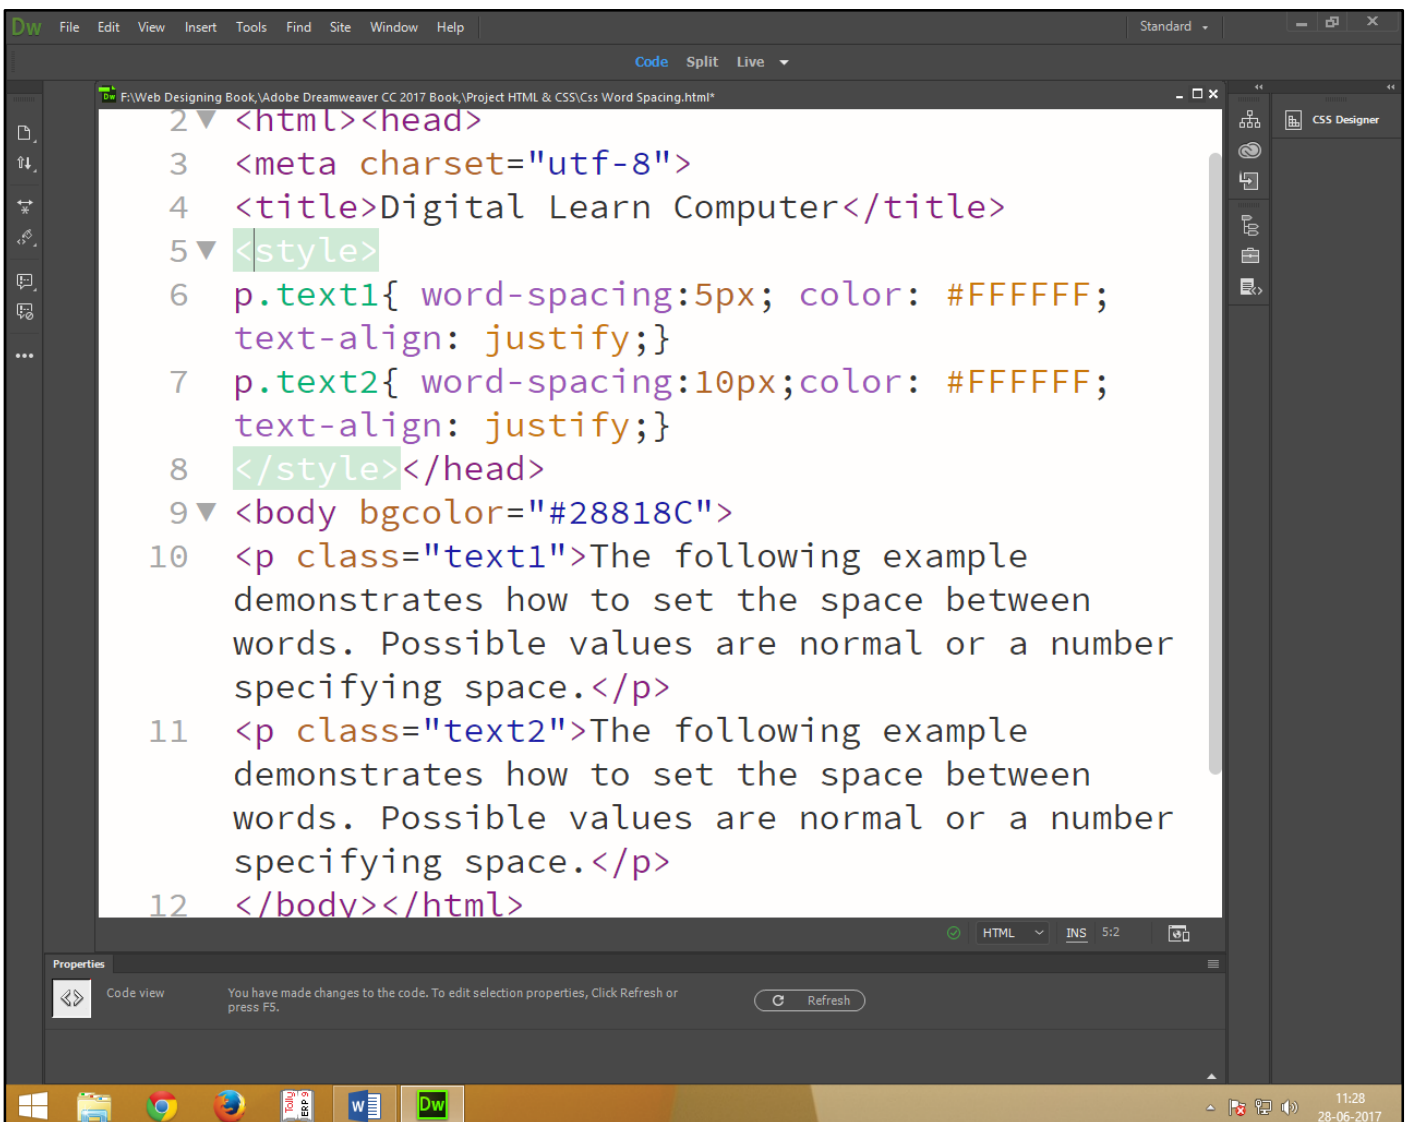 Dw File Edit View Insert Tools Find Site Window Help Standard
Code Split Live
F:\Web Designing Book,\Adobe Dreamweaver CC 2017 Book,\Project HTML & CSS\Css Word Spacing.html*
CSS Designer
2 <html><head>
3 <meta charset="utf-8">
4 <title>Digital Learn Computer</title>
5 <style>
6 p.text1{ word-spacing:5px; color: #FFFFFF;
text-align: justify;}
7 p.text2{ word-spacing:10px;color: #FFFFFF;
text-align: justify;}
8 </style></head>
9 <body bgcolor="#28818C">
10 <p class="text1">The following example
demonstrates how to set the space between
words. Possible values are normal or a number
specifying space.</p>
11 <p class="text2">The following example
demonstrates how to set the space between
words. Possible values are normal or a number
specifying space.</p>
12 </body></html>
HTML INS 5:2
Properties
Code view
You have made changes to the code. To edit selection properties, Click Refresh or
press F5.
Refresh
Tally ERP 9
W
Dw
11:28
28-06-2017